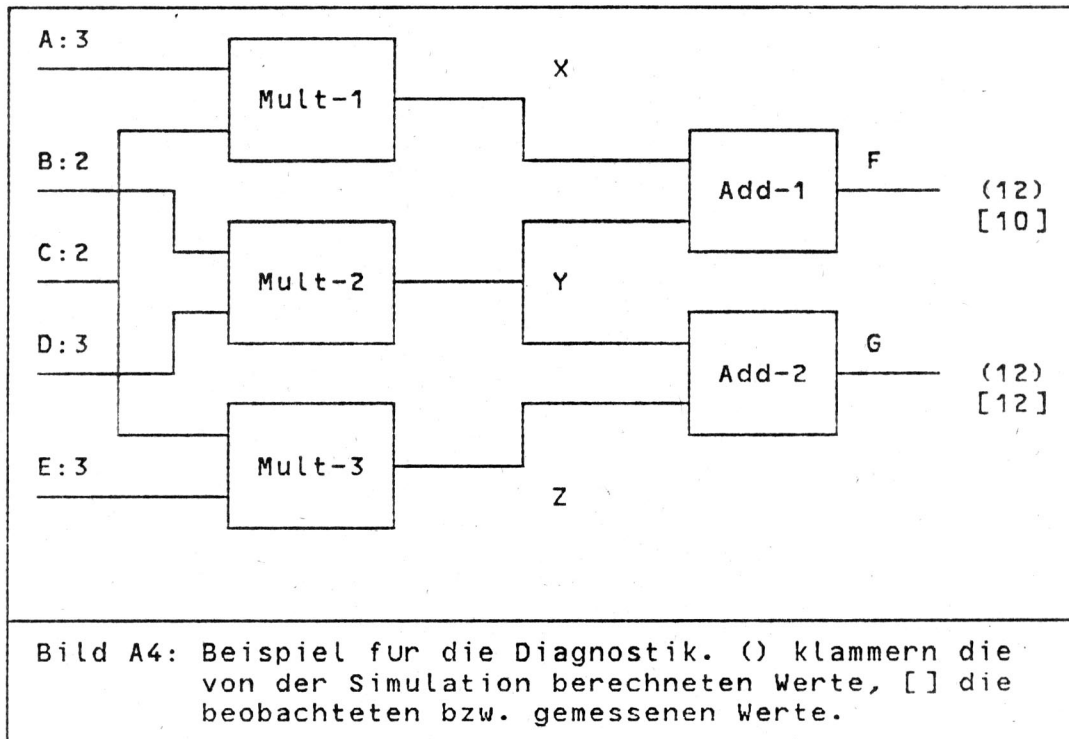 A:3
X
Mult-1
B:2
F
Add-1
(12)
[10]
C:2
Mult-2
Y
D:3
G
Add-2
(12)
[12]
E:3
Mult-3
Z
Bild A4: Beispiel fur die Diagnostik. () klammern die
von der Simulation berechneten Werte, [] die
beobachteten bzw. gemessenen Werte.